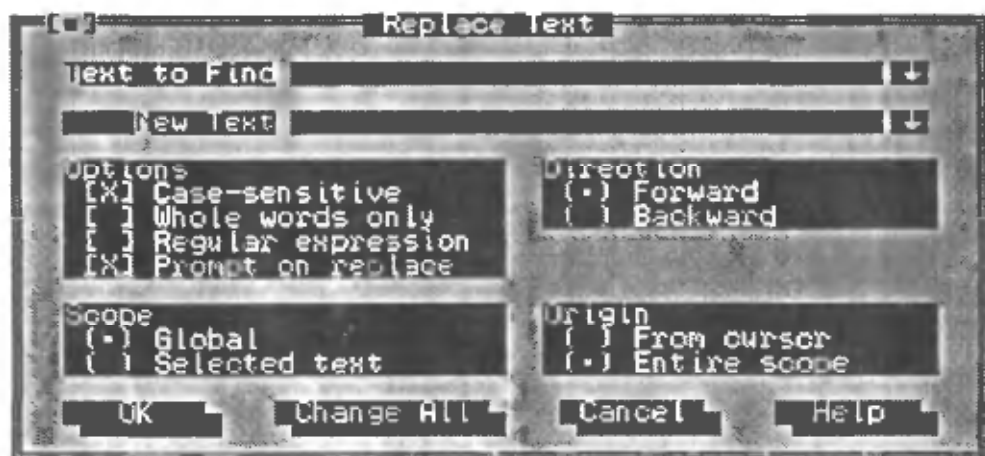 [■] Replace Text
Text to Find ↓
New Text ↓
Options
[X] Case-sensitive
[ ] Whole words only
[ ] Regular expression
[X] Prompt on replace
Direction
(•) Forward
( ) Backward
Scope
(•) Global
( ) Selected text
Origin
( ) From cursor
(•) Entire scope
OK Change All Cancel Help